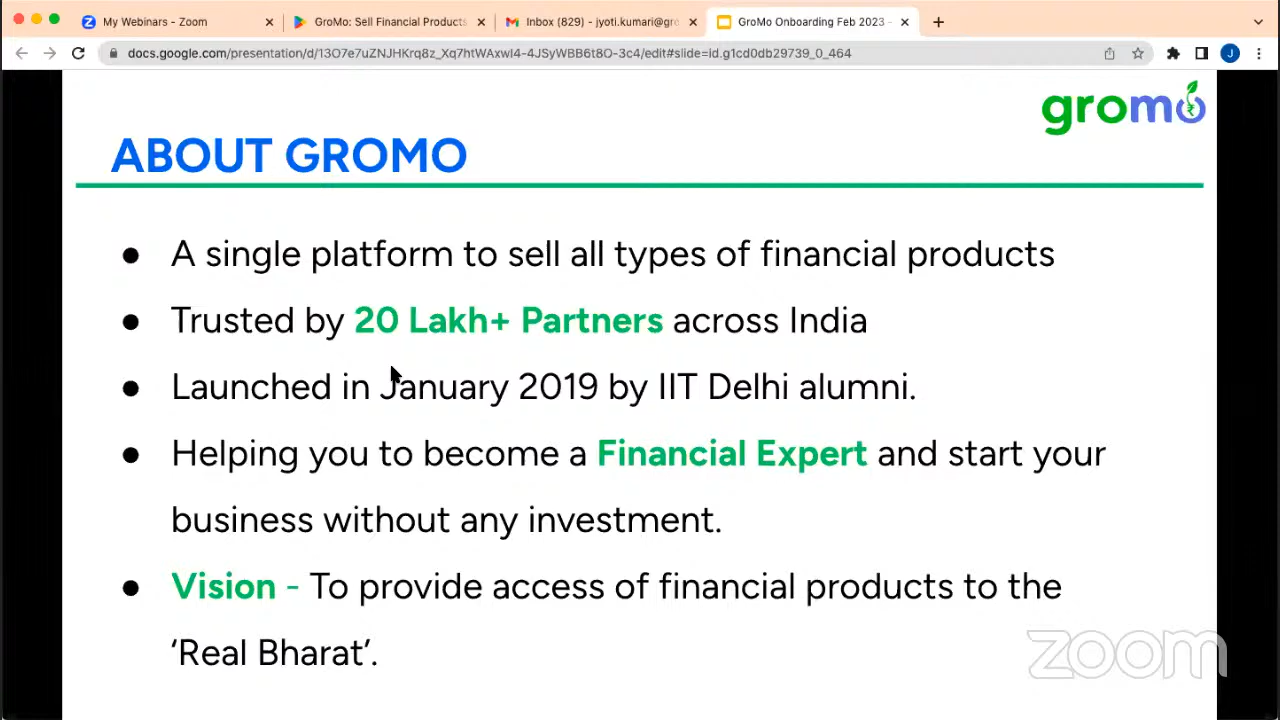 My Webinars - Zoom
GroMo: Sell Financial Products
Inbox (829) - jyoti.kumari@gro
GroMo Onboarding Feb 2023 -
docs.google.com/presentation/d/13O7e7uZNJHKrq8z_Xq7htWAxwI4-4JSyWBB6t8O-3c4/edit#slide=id.g1cd0db29739_0_464
J
gromo
ABOUT GROMO
● A single platform to sell all types of financial products
● Trusted by 20 Lakh+ Partners across India
● Launched in January 2019 by IIT Delhi alumni.
● Helping you to become a Financial Expert and start your
business without any investment.
● Vision - To provide access of financial products to the
‘Real Bharat’.
zoom